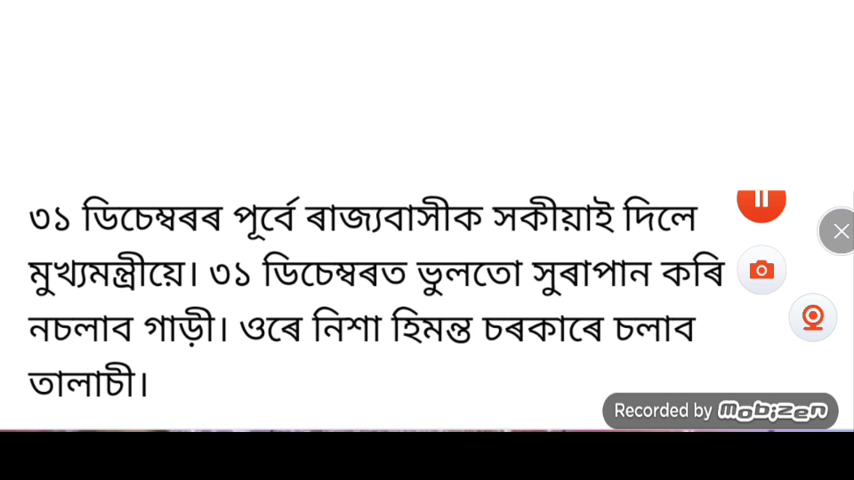 ৩১ ডিচেম্বৰৰ পূৰ্বে ৰাজ্যবাসীক সকীয়াই দিলে
মুখ্যমন্ত্ৰীয়ে। ৩১ ডিচেম্বৰত ভুলতো সুৰাপান কৰি
নচলাব গাড়ী। ওৰে নিশা হিমন্ত চৰকাৰে চলাব
তালাচী।
Recorded by mobizen